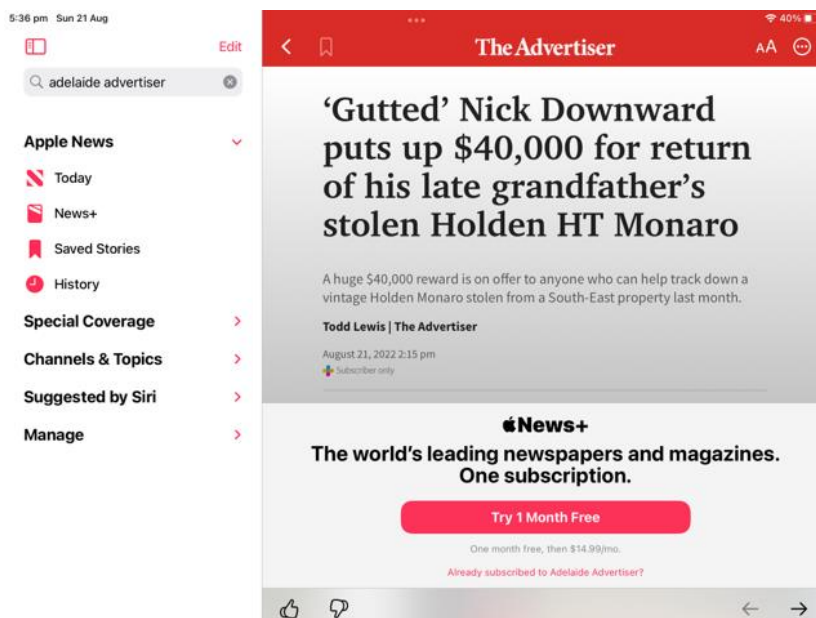 5:36 pm Sun 21 Aug
40%
Edit
adelaide advertiser
Apple News
Today
News+
Saved Stories
History
Special Coverage
Channels & Topics
Suggested by Siri
Manage
The Advertiser
AA
‘Gutted’ Nick Downward
puts up $40,000 for return
of his late grandfather’s
stolen Holden HT Monaro
A huge $40,000 reward is on offer to anyone who can help track down a
vintage Holden Monaro stolen from a South-East property last month.
Todd Lewis | The Advertiser
August 21, 2022 2:15 pm
Subscriber only
News+
The world’s leading newspapers and magazines.
One subscription.
Try 1 Month Free
One month free, then $14.99/mo.
Already subscribed to Adelaide Advertiser?